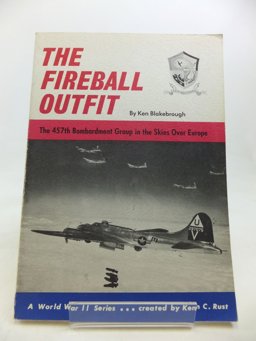 THE
FIREBALL
OUTFIT
By Ken Blakebrough
The 457th Bombardment Group in the Skies Over Europe
U
A World War II Series . . . created by Kenn C. Rust